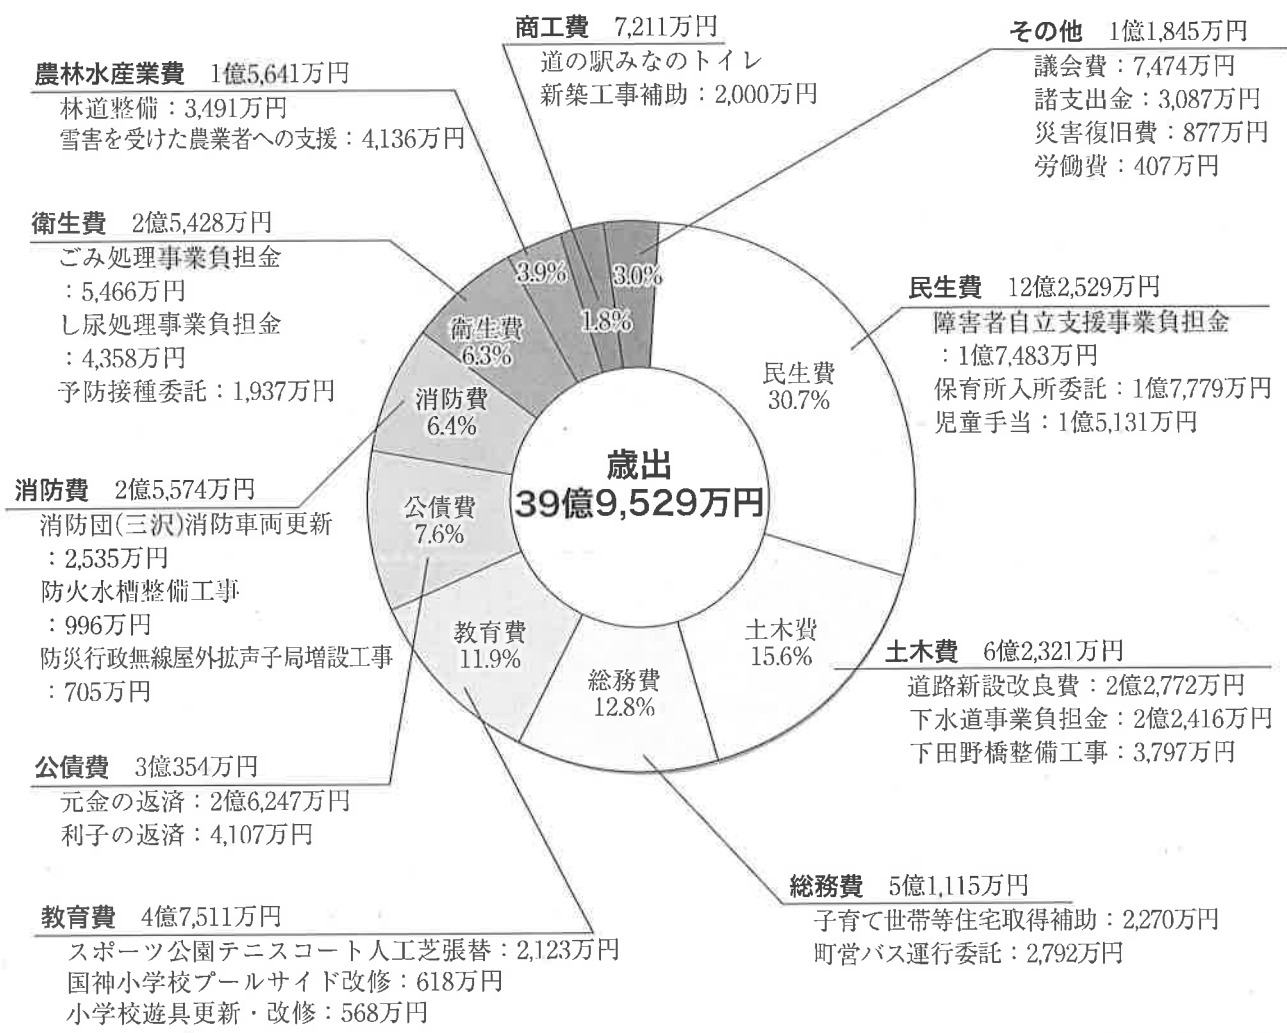 商工費 7,211万円
道の駅みなのトイレ
新築工事補助：2,000万円
その他 1億1,845万円
議会費：7,474万円
諸支出金：3,087万円
災害復旧費：877万円
労働費：407万円
農林水産業費 1億5,641万円
林道整備：3,491万円
雪害を受けた農業者への支援：4,136万円
衛生費 2億5,428万円
ごみ処理事業負担金
：5,466万円
し尿処理事業負担金
：4,358万円
予防接種委託：1,937万円
消防費 2億5,574万円
消防団(三沢)消防車両更新
：2,535万円
防火水槽整備工事
：996万円
防災行政無線屋外拡声子局増設工事
：705万円
公債費 3億354万円
元金の返済：2億6,247万円
利子の返済：4,107万円
教育費 4億7,511万円
スポーツ公園テニスコート人工芝張替：2,123万円
国神小学校プールサイド改修：618万円
小学校遊具更新・改修：568万円
3.9%
1.8%
3.0%
衛生費
6.3%
消防費
6.4%
公債費
7.6%
教育費
11.9%
総務費
12.8%
土木費
15.6%
民生費
30.7%
歳出
39億9,529万円
民生費 12億2,529万円
障害者自立支援事業負担金
：1億7,483万円
保育所入所委託：1億7,779万円
児童手当：1億5,131万円
土木費 6億2,321万円
道路新設改良費：2億2,772万円
下水道事業負担金：2億2,416万円
下田野橋整備工事：3,797万円
総務費 5億1,115万円
子育て世帯等住宅取得補助：2,270万円
町営バス運行委託：2,792万円